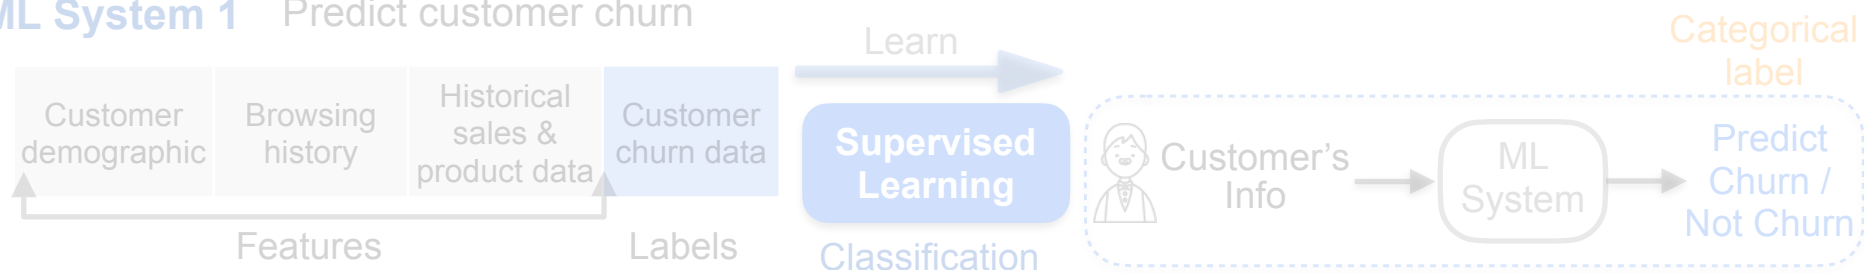 ML System 1 Predict customer churn
Learn
Categorical
label
Customer
demographic
Browsing
history
Historical
sales &
product data
Customer
churn data
Supervised
Learning
Customer's
Info
ML
System
Predict
Churn /
Not Churn
Features
Labels
Classification